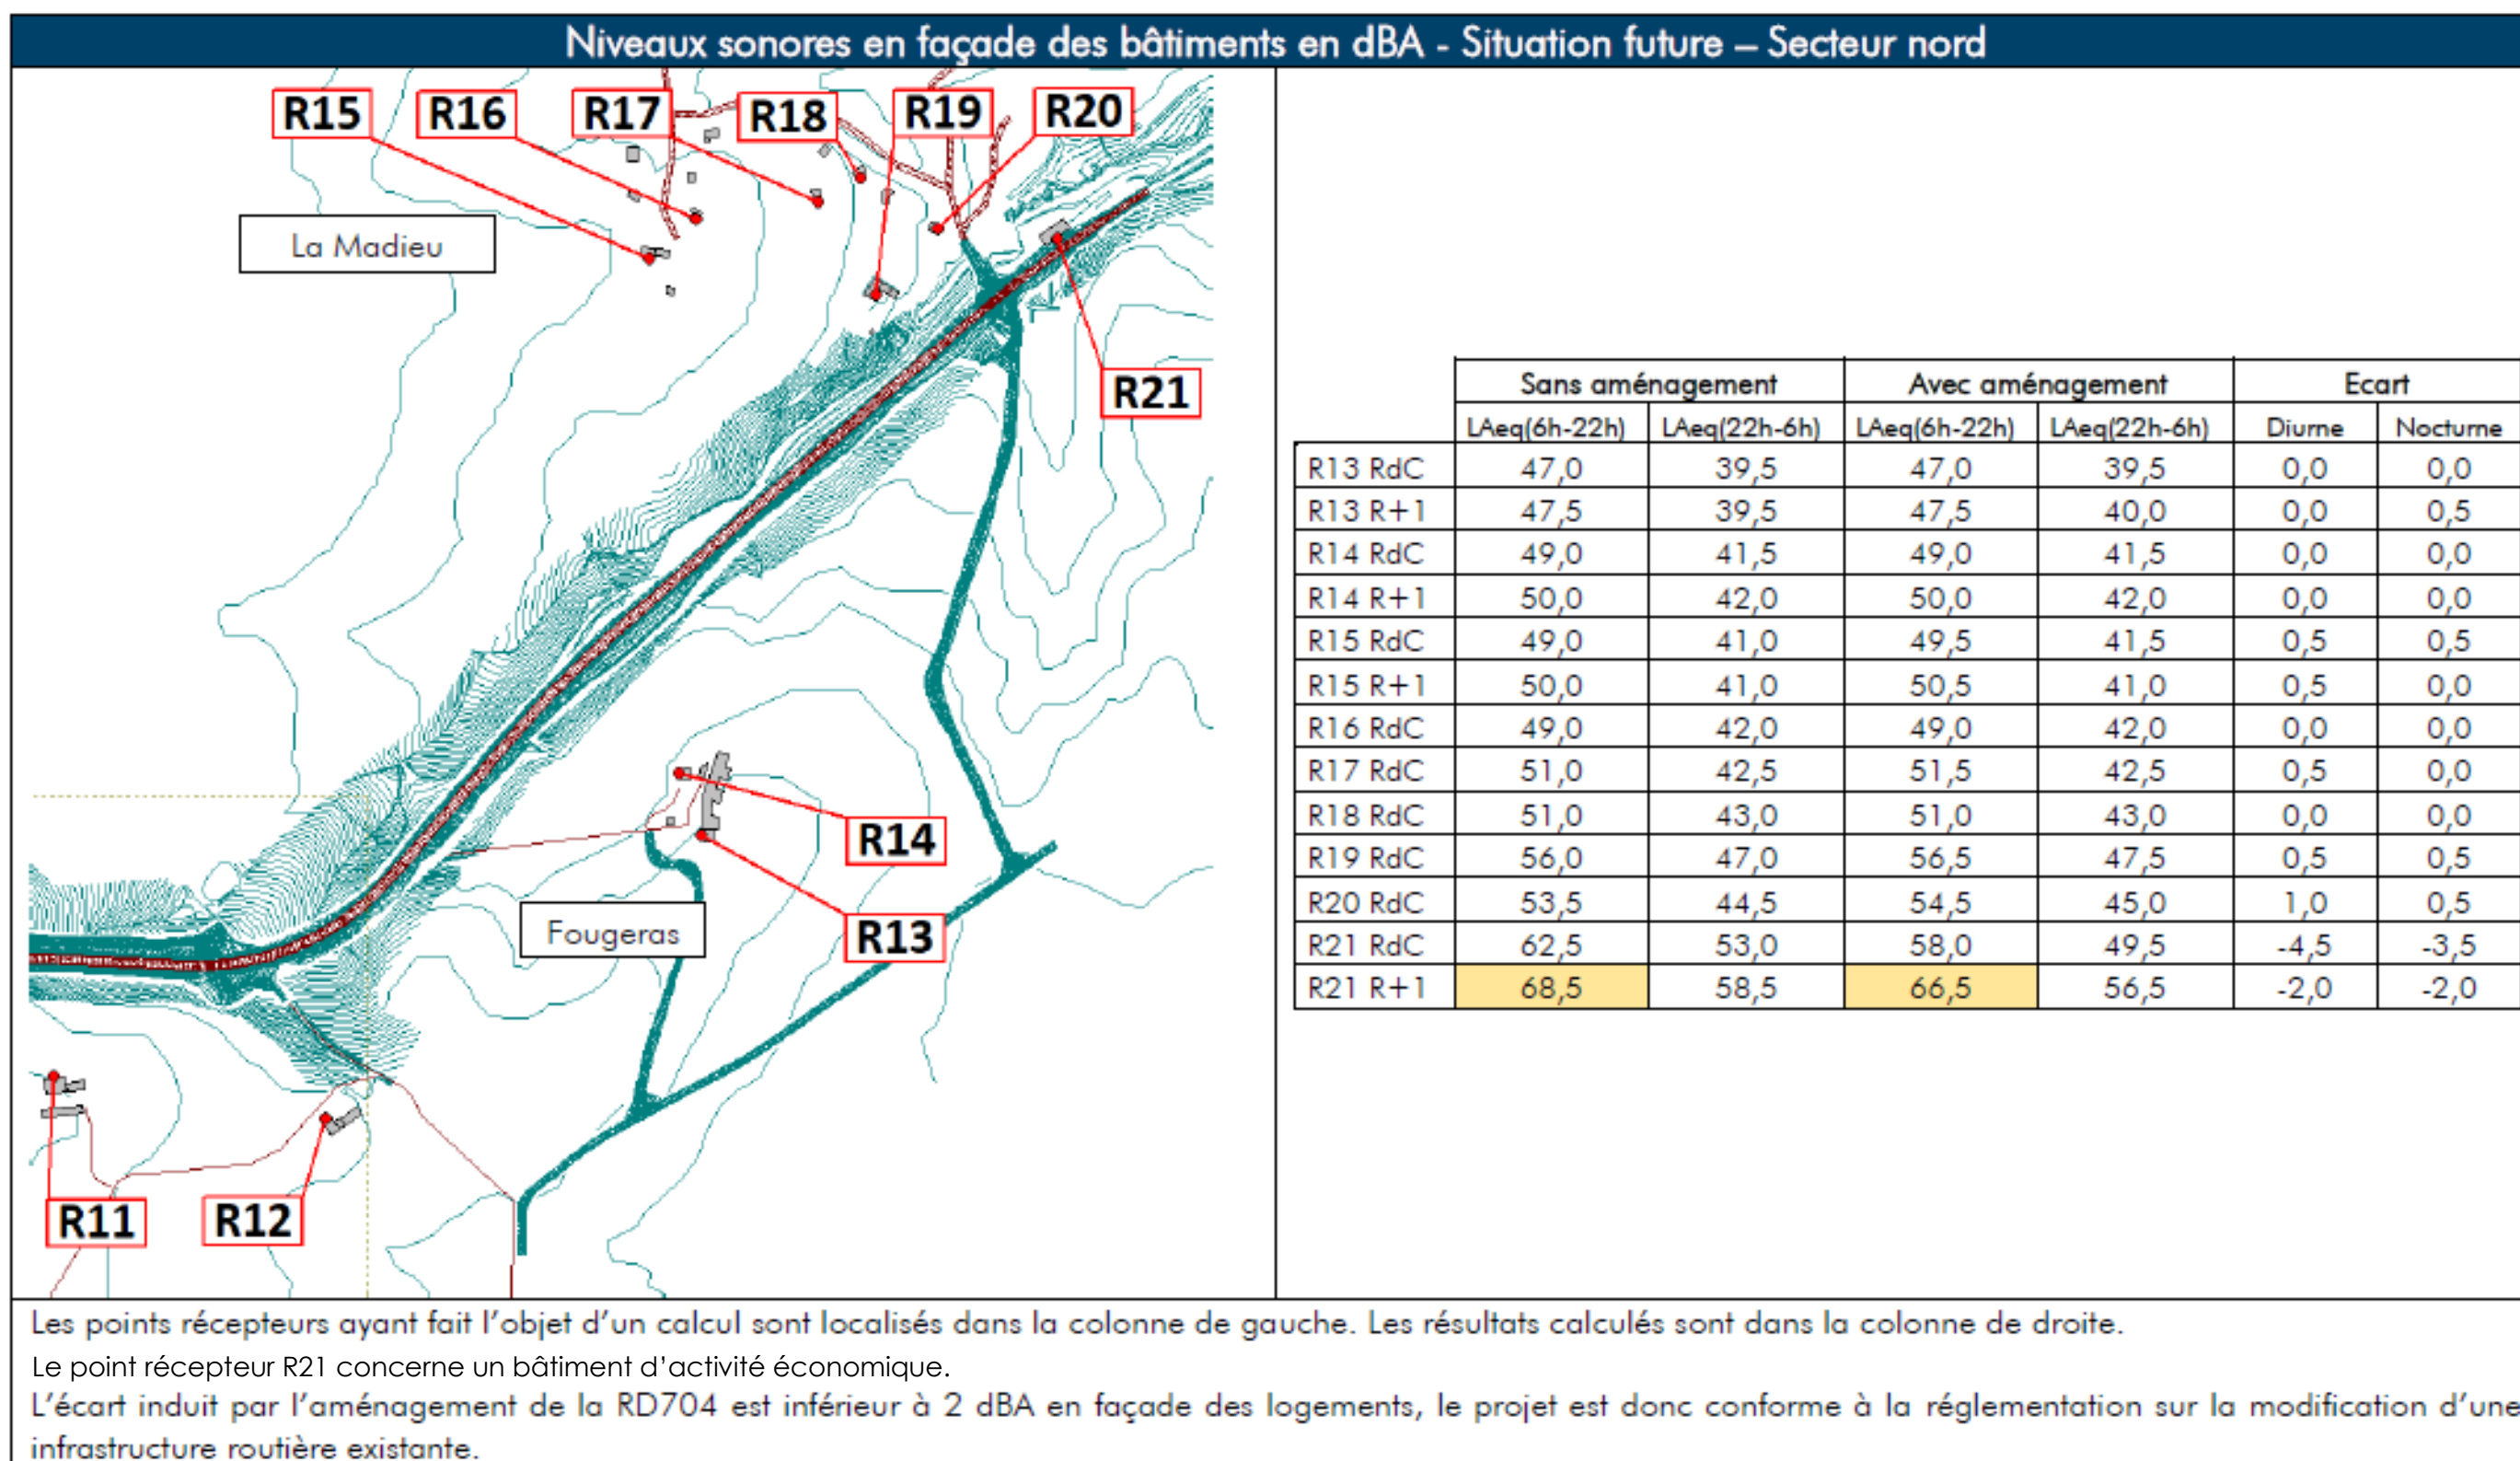 Niveaux sonores en façade des bâtiments en dBA - Situation future – Secteur nord
R15 R16 R17 R18 R19 R20
La Madieu
R21
R14
Fougeras
R13
R11 R12
Sans aménagement Avec aménagement Ecart
LAeq(6h-22h) LAeq(22h-6h) LAeq(6h-22h) LAeq(22h-6h) Diurne Nocturne
R13 RdC 47,0 39,5 47,0 39,5 0,0 0,0
R13 R+1 47,5 39,5 47,5 40,0 0,0 0,5
R14 RdC 49,0 41,5 49,0 41,5 0,0 0,0
R14 R+1 50,0 42,0 50,0 42,0 0,0 0,0
R15 RdC 49,0 41,0 49,5 41,5 0,5 0,5
R15 R+1 50,0 41,0 50,5 41,0 0,5 0,0
R16 RdC 49,0 42,0 49,0 42,0 0,0 0,0
R17 RdC 51,0 42,5 51,5 42,5 0,5 0,0
R18 RdC 51,0 43,0 51,0 43,0 0,0 0,0
R19 RdC 56,0 47,0 56,5 47,5 0,5 0,5
R20 RdC 53,5 44,5 54,5 45,0 1,0 0,5
R21 RdC 62,5 53,0 58,0 49,5 -4,5 -3,5
R21 R+1 68,5 58,5 66,5 56,5 -2,0 -2,0
Les points récepteurs ayant fait l'objet d'un calcul sont localisés dans la colonne de gauche. Les résultats calculés sont dans la colonne de droite.
Le point récepteur R21 concerne un bâtiment d'activité économique.
L'écart induit par l'aménagement de la RD704 est inférieur à 2 dBA en façade des logements, le projet est donc conforme à la réglementation sur la modification d'une
infrastructure routière existante.